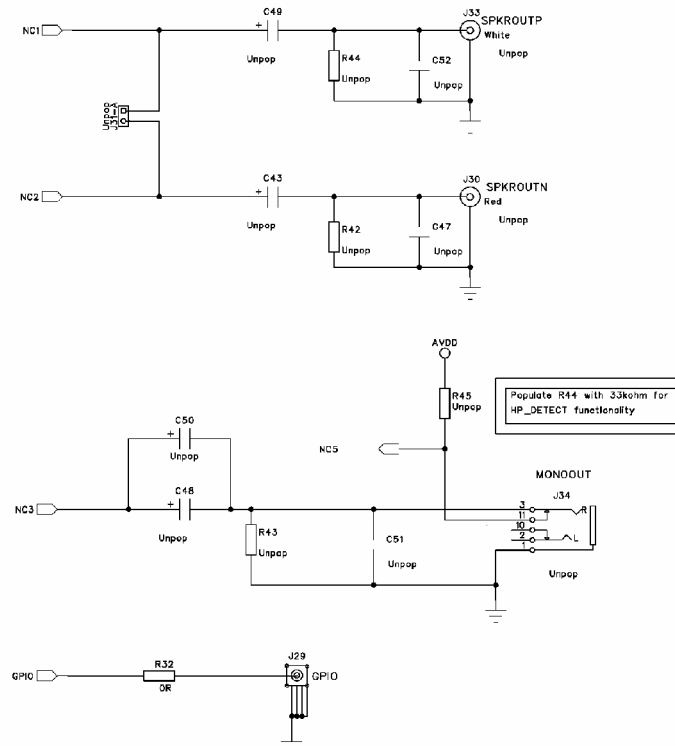 C49
J33
SPKROUTP
White
NC1
R44
C52
Unpop
Unpop
Unpop
Unpop
Unpop
J31-A
C43
J30
SPKROUTN
Red
NC2
R42
C47
Unpop
Unpop
Unpop
Unpop
AVDD
R45
Unpop
Populate R44 with 33kohm for
HP_DETECT functionality
C50
Unpop
NC5
MONOOUT
C48
J34
NC3
3
R
11
10
2
L
1
R43
C51
Unpop
Unpop
Unpop
Unpop
J29
R32
GPIO
GPIO
0R